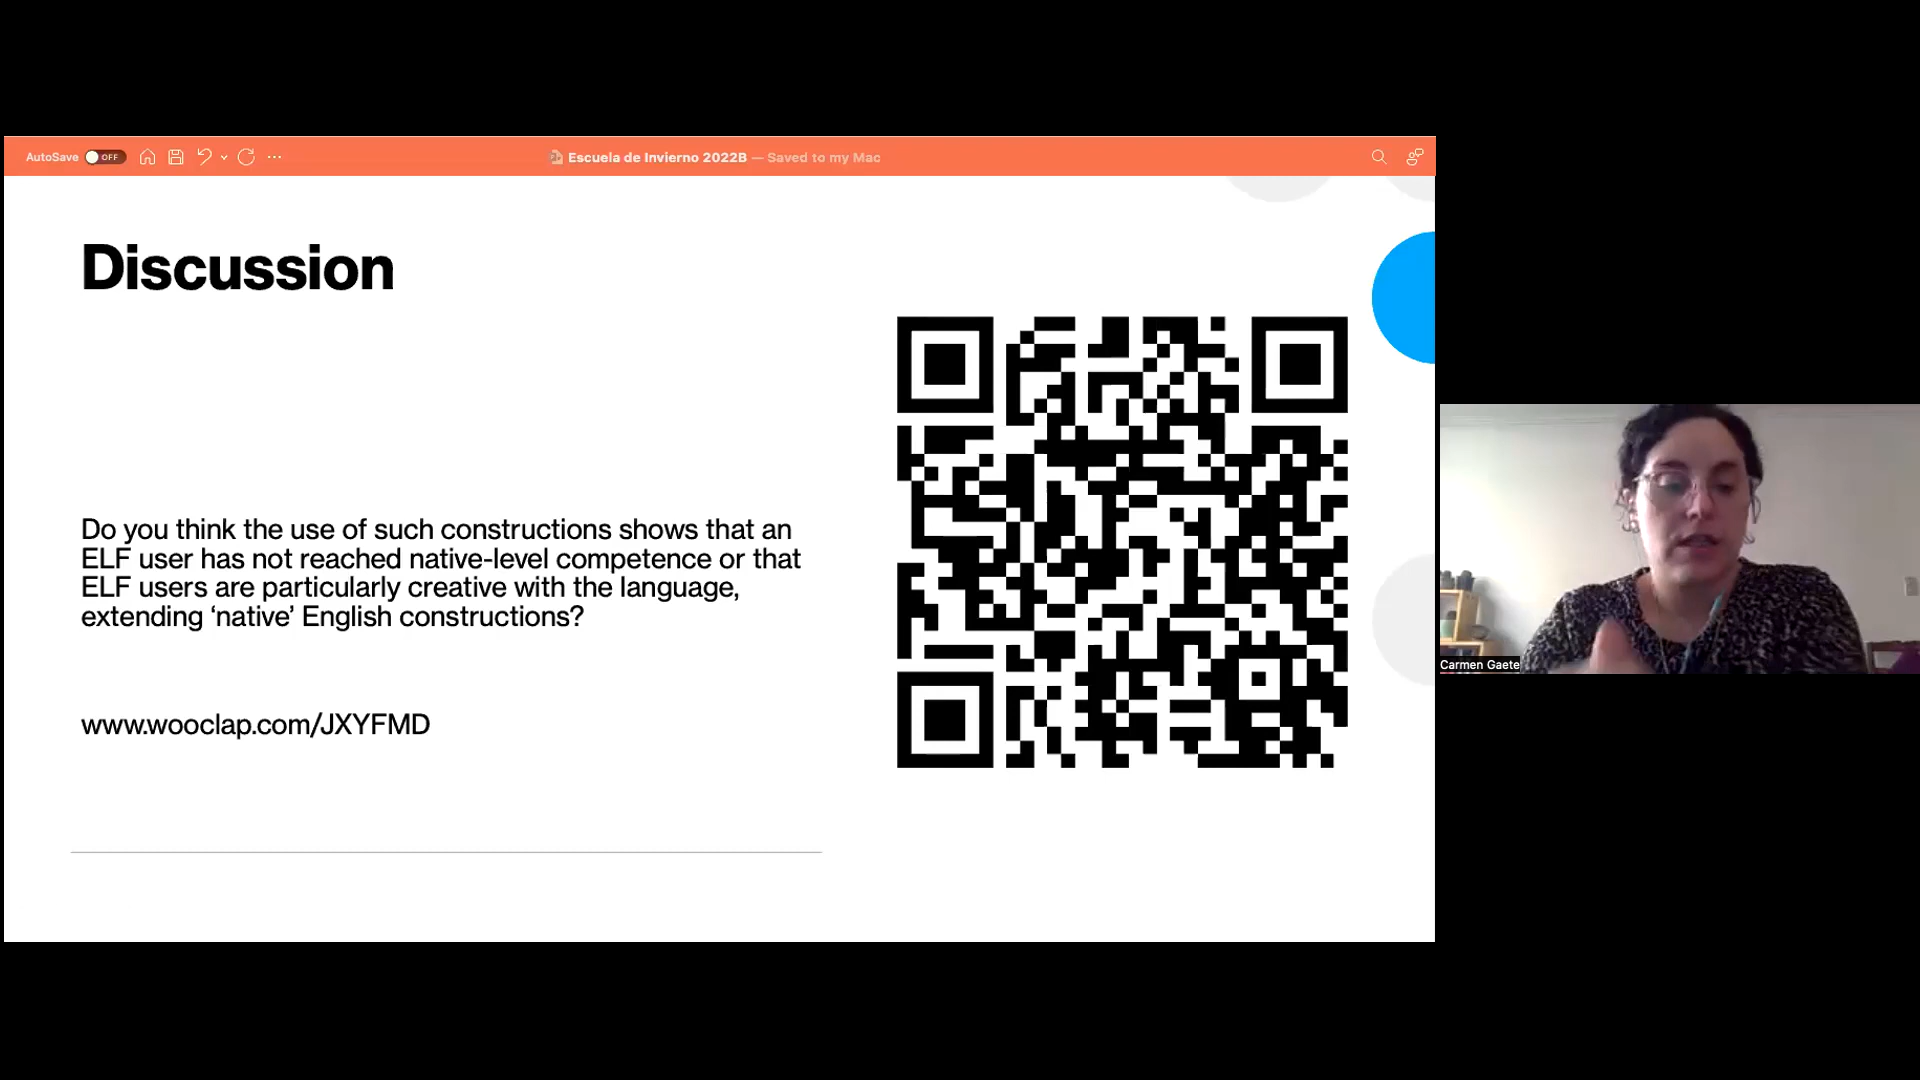 AutoSave OFF
Escuela de Invierno 2022B — Saved to my Mac
Discussion
Do you think the use of such constructions shows that an
ELF user has not reached native-level competence or that
ELF users are particularly creative with the language,
extending ‘native’ English constructions?
www.wooclap.com/JXYFMD
Carmen Gaete